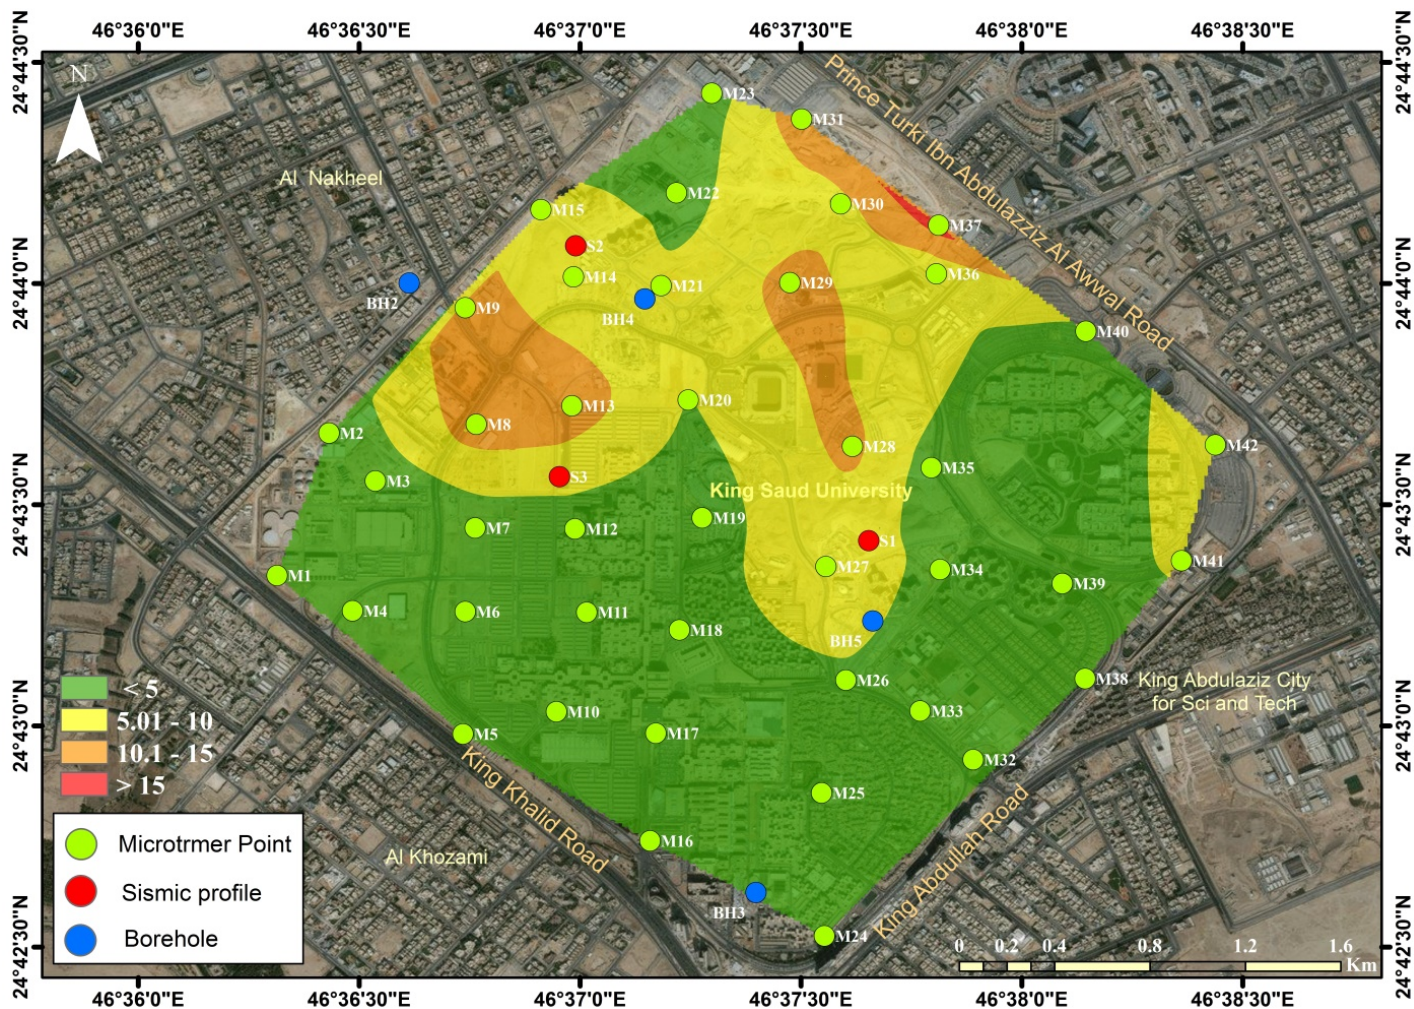 46°36'0"E 46°36'30"E 46°37'0"E 46°37'30"E 46°38'0"E 46°38'30"E
24°44'30"N 24°44'30"N
N
Prince Turki Ibn Abdulazziz Al Awwal Road
M23
M31
Al Nakheel
M22
M30
M15
M37
S2
M14
M36
M21
M29
24°44'0"N 24°44'0"N
BH2
M9
BH4
M40
M20
M13
M8
M2
M28
M42
M35
M3
S3
King Saud University
24°43'30"N 24°43'30"N
M19
M7
M12
S1
M41
M27
M34
M1
M39
M4
M6
M11
M18
BH5
M26
M38
King Abdulaziz City
for Sci and Tech
< 5
5.01 - 10
10.1 - 15
> 15
M10
M33
M5
M17
24°43'0"N 24°43'0"N
M32
King Khalid Road
M25
M16
Al Khozami
King Abdullah Road
BH3
M24
Microtrmer Point
Sismic profile
Borehole
0 0.2 0.4 0.8 1.2 1.6
Km
24°42'30"N 24°42'30"N
46°36'0"E 46°36'30"E 46°37'0"E 46°37'30"E 46°38'0"E 46°38'30"E